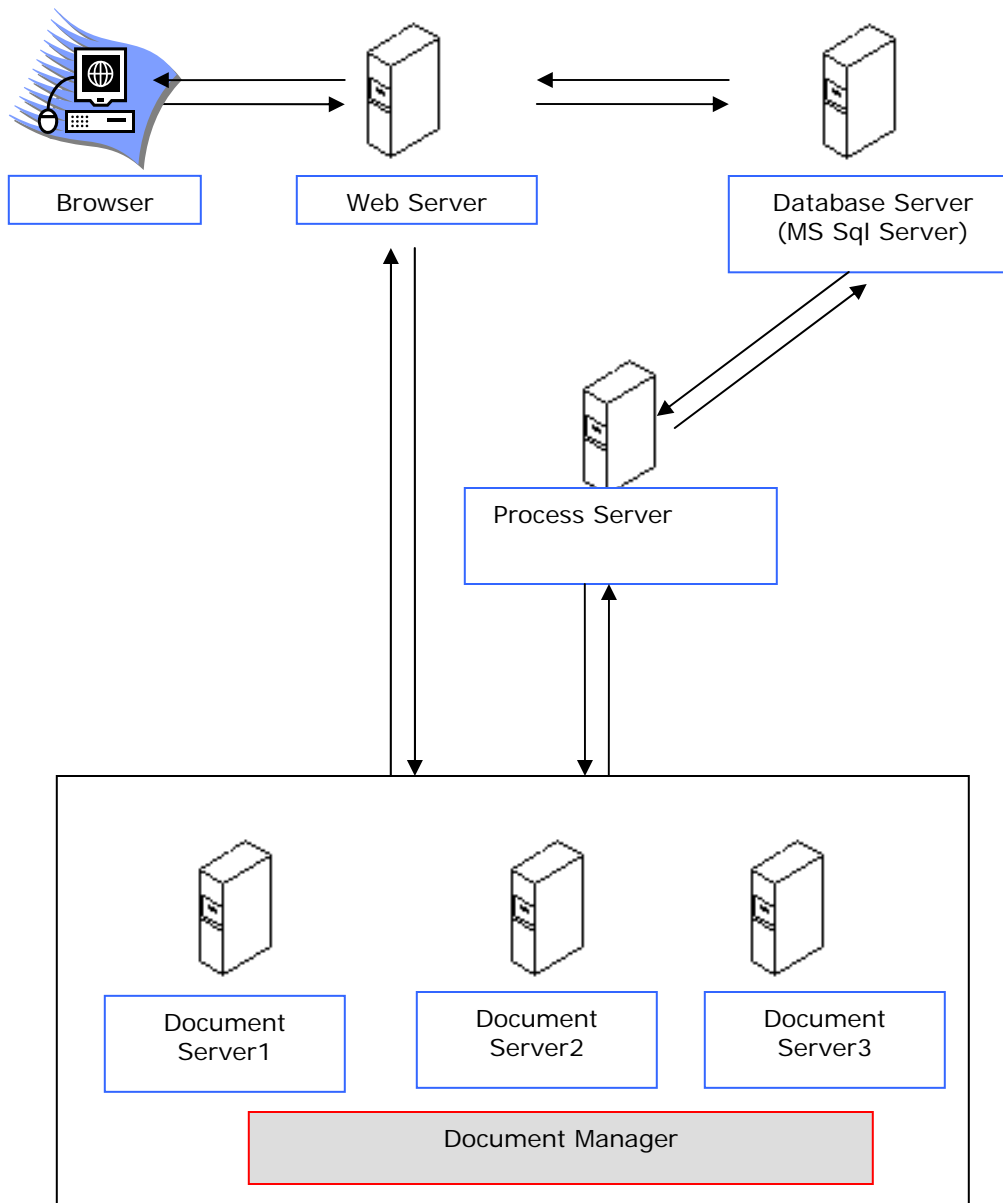 Browser
Web Server
Database Server
(MS Sql Server)
Process Server
Document
Server1
Document
Server2
Document
Server3
Document Manager